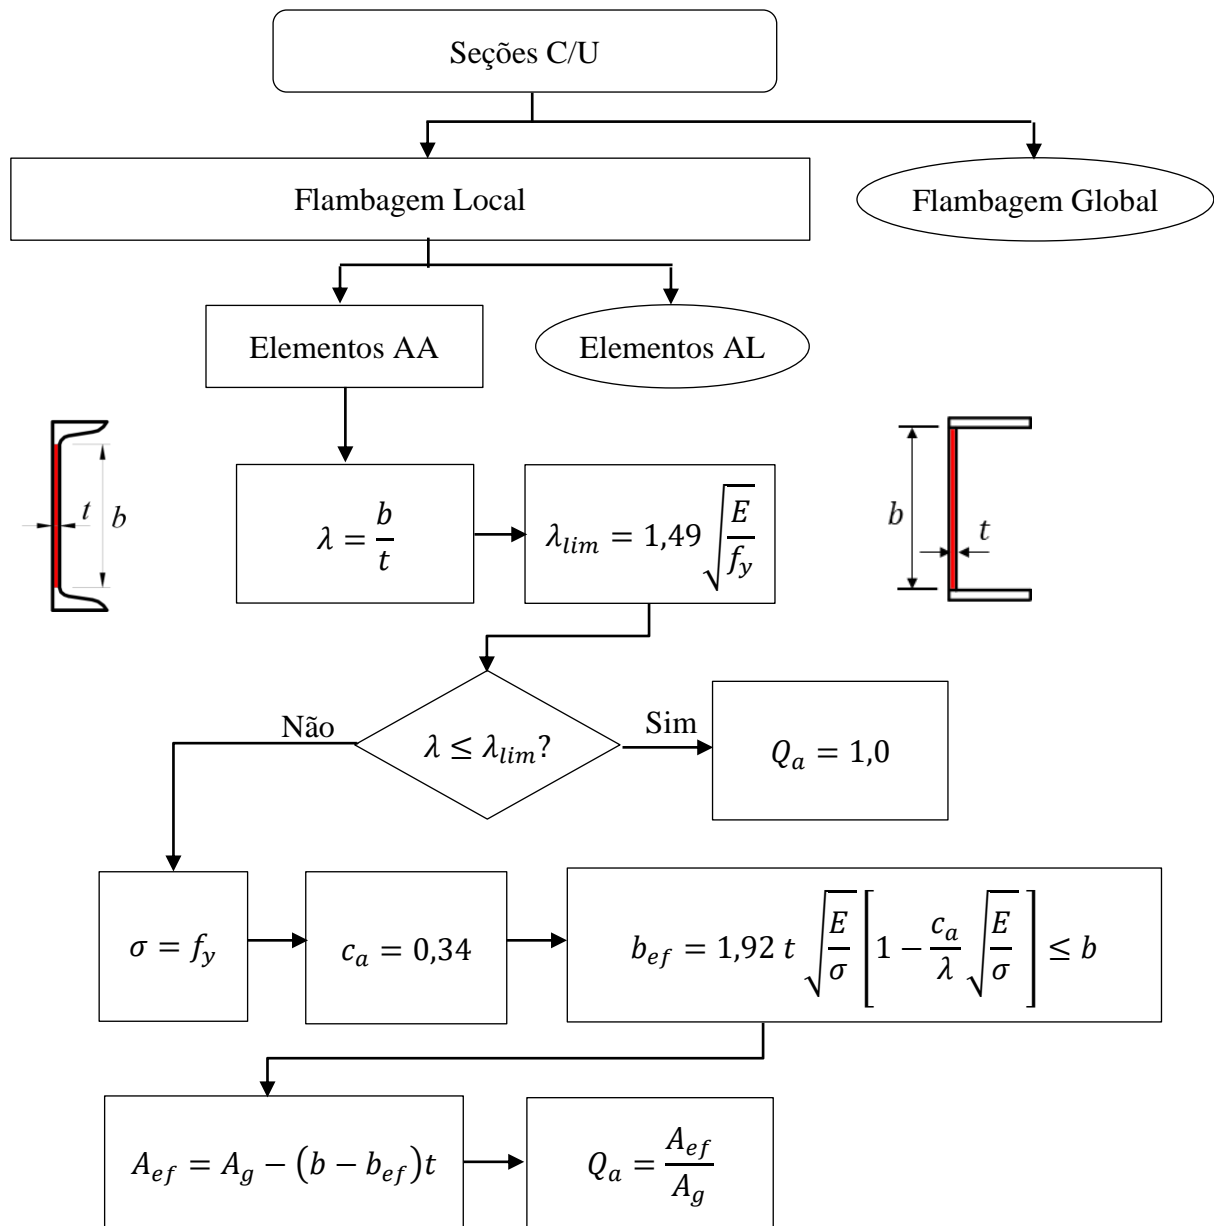 Seções C/U
Flambagem Local
Flambagem Global
Elementos AA
Elementos AL
t
b
λ = b/t
λ_lim = 1,49 √(E/f_y)
b
t
Não
λ ≤ λ_lim?
Sim
Q_a = 1,0
σ = f_y
c_a = 0,34
b_ef = 1,92 t √(E/σ) [1 − c_a/λ √(E/σ)] ≤ b
A_ef = A_g − (b − b_ef)t
Q_a = A_ef/A_g